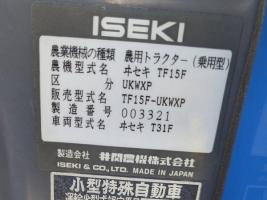 ISEKI
農業機械の種類 農用トラクター（乗用型）
農機型式名 ヰセキ TF15F
区分 UKWXP
販売型式名 TF15F-UKWXP
製造番号 003321
車両型式名 ヰセキ T31F
製造会社 井関農機株式会社
ISEKI & CO., LTD. MADE IN JAPAN
小型特殊自動車